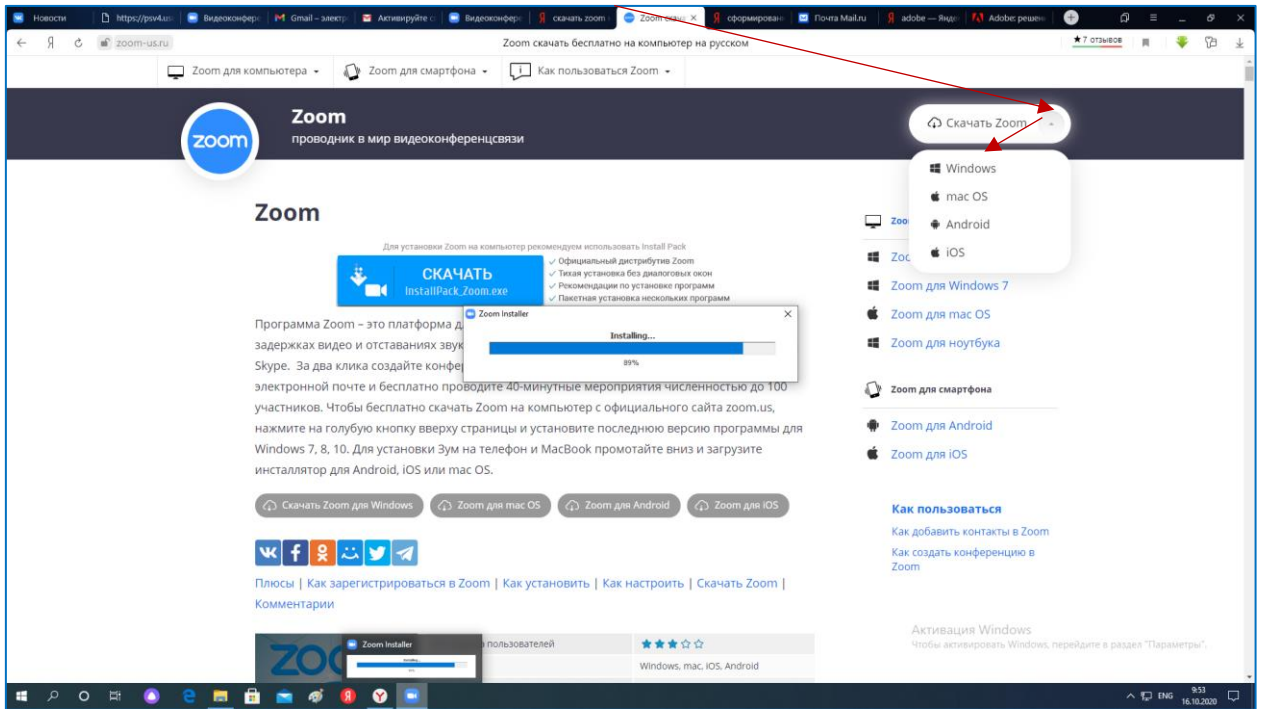 Новости
https://psv4.us
Видеоконфере
Gmail – электр
Активируйте с
Видеоконфере
скачать zoom
Zoom скача
сформирован
Почта Mail.ru
adobe — Янде
Adobe: решен
zoom-us.ru
Zoom скачать бесплатно на компьютер на русском
★7 отзывов
Zoom для компьютера
Zoom для смартфона
Как пользоваться Zoom
zoom
Zoom
проводник в мир видеоконференцсвязи
Скачать Zoom
Windows
mac OS
Android
iOS
Zoom
Для установки Zoom на компьютер рекомендуем использовать Install Pack
СКАЧАТЬ
InstallPack_Zoom.exe
✓ Официальный дистрибутив Zoom
✓ Тихая установка без диалоговых окон
✓ Рекомендации по установке программ
✓ Пакетная установка нескольких программ
Zoom Installer
Installing...
89%
Программа Zoom – это платформа д
задержках видео и отставаниях звук
Skype. За два клика создайте конфе
электронной почте и бесплатно проводите 40-минутные мероприятия численностью до 100
участников. Чтобы бесплатно скачать Zoom на компьютер с официального сайта zoom.us,
нажмите на голубую кнопку вверху страницы и установите последнюю версию программы для
Windows 7, 8, 10. Для установки Зум на телефон и MacBook промотайте вниз и загрузите
инсталлятор для Android, iOS или mac OS.
Скачать Zoom для Windows
Zoom для mac OS
Zoom для Android
Zoom для iOS
Плюсы | Как зарегистрироваться в Zoom | Как установить | Как настроить | Скачать Zoom |
Комментарии
Zoo
Zoo
Zoom для Windows 7
Zoom для mac OS
Zoom для ноутбука
Zoom для смартфона
Zoom для Android
Zoom для iOS
Как пользоваться
Как добавить контакты в Zoom
Как создать конференцию в
Zoom
ZOO
Zoom Installer
Installing...
пользователей
Windows, mac, iOS, Android
Активация Windows
Чтобы активировать Windows, перейдите в раздел "Параметры".
ENG
9:53
16.10.2020